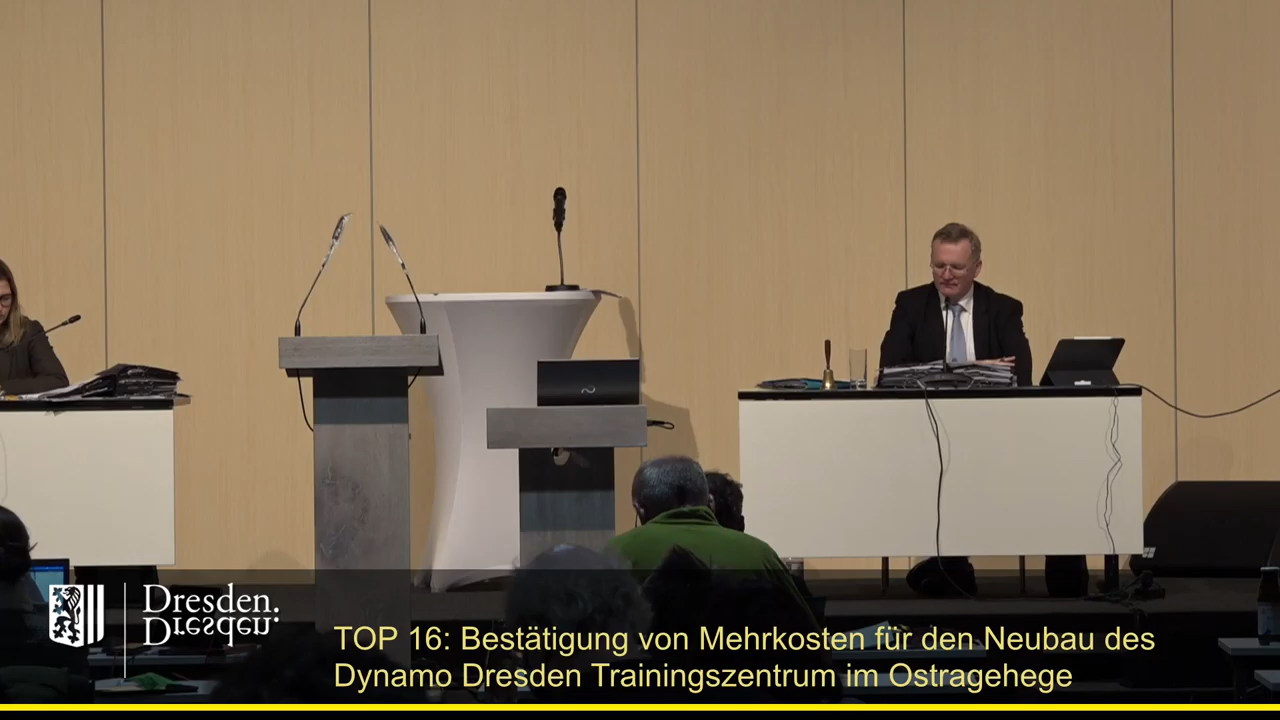 Dresden.
Dresden.
TOP 16: Bestätigung von Mehrkosten für den Neubau des
Dynamo Dresden Trainingszentrum im Ostragehege